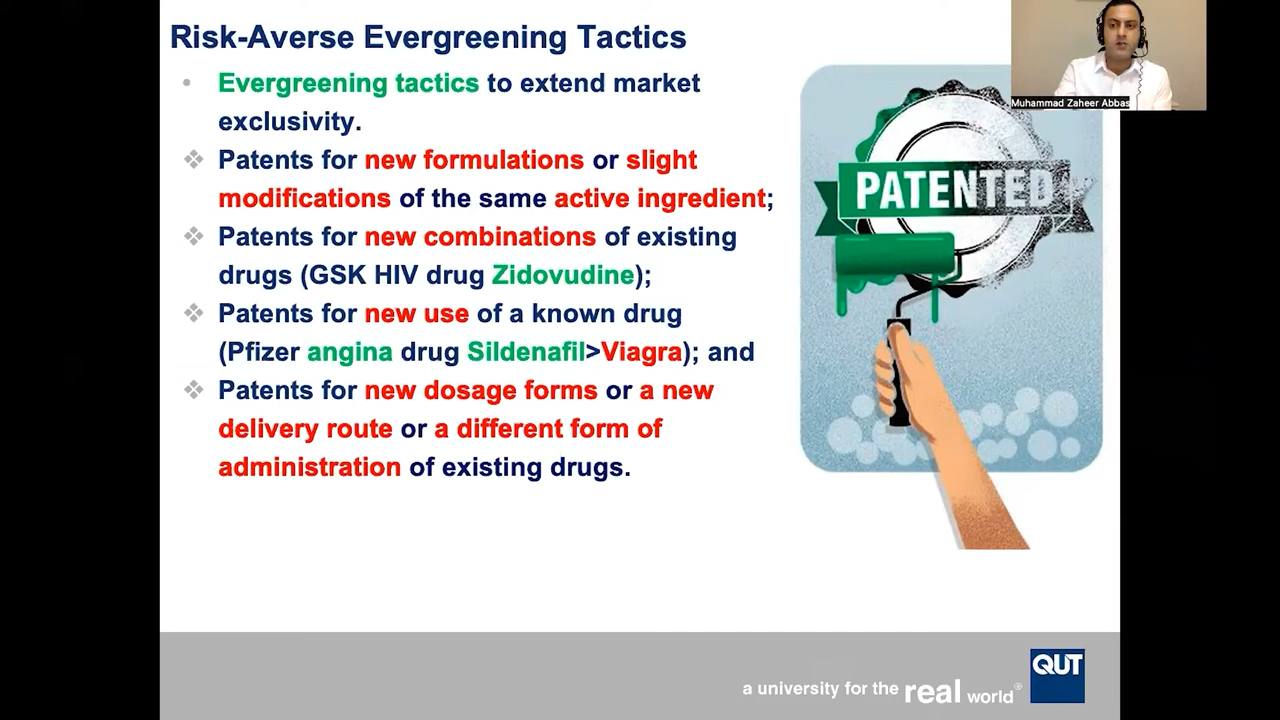 Risk-Averse Evergreening Tactics
• Evergreening tactics to extend market
exclusivity.
❖ Patents for new formulations or slight
modifications of the same active ingredient;
❖ Patents for new combinations of existing
drugs (GSK HIV drug Zidovudine);
❖ Patents for new use of a known drug
(Pfizer angina drug Sildenafil>Viagra); and
❖ Patents for new dosage forms or a new
delivery route or a different form of
administration of existing drugs.
PATENTED
Muhammad Zaheer Abbas
a university for the real world®
QUT